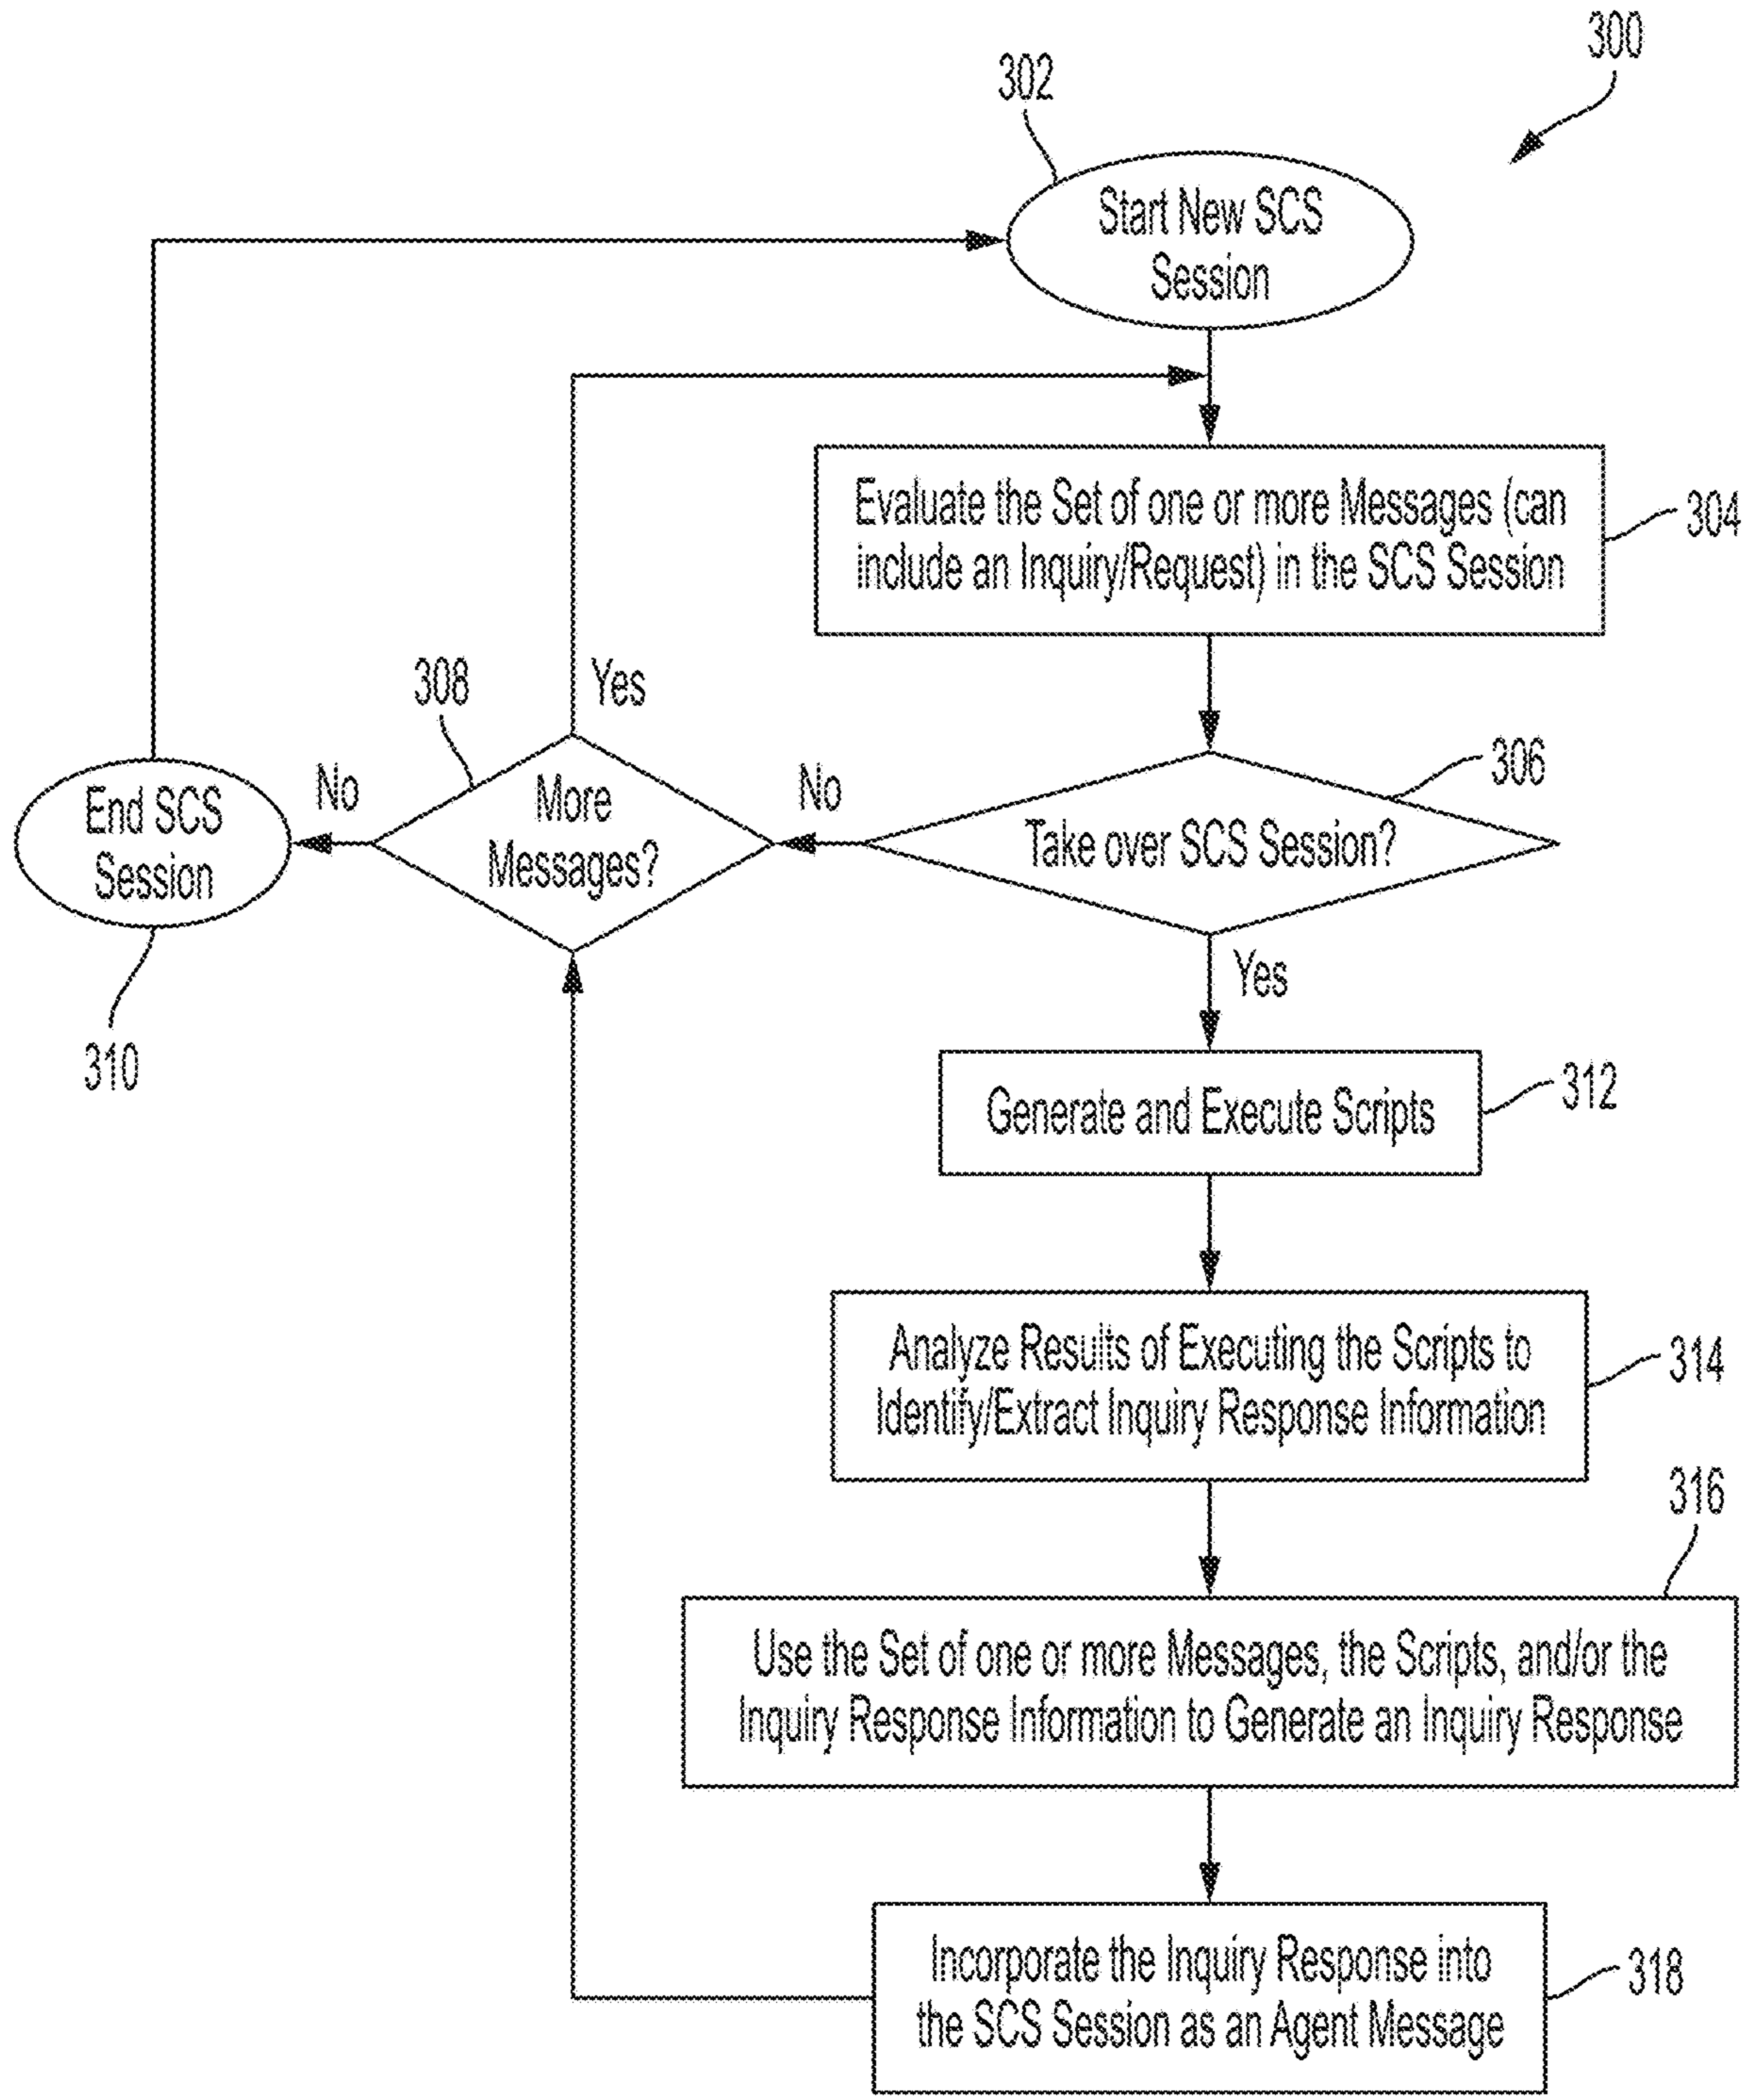 300
302
Start New SCS
Session
Evaluate the Set of one or more Messages (can
include an Inquiry/Request) in the SCS Session
304
308
Yes
306
End SCS
Session
No
More
Messages?
No
Take over SCS Session?
310
Yes
Generate and Execute Scripts
312
Analyze Results of Executing the Scripts to
Identify/Extract Inquiry Response Information
314
316
Use the Set of one or more Messages, the Scripts, and/or the
Inquiry Response Information to Generate an Inquiry Response
Incorporate the Inquiry Response into
the SCS Session as an Agent Message
318